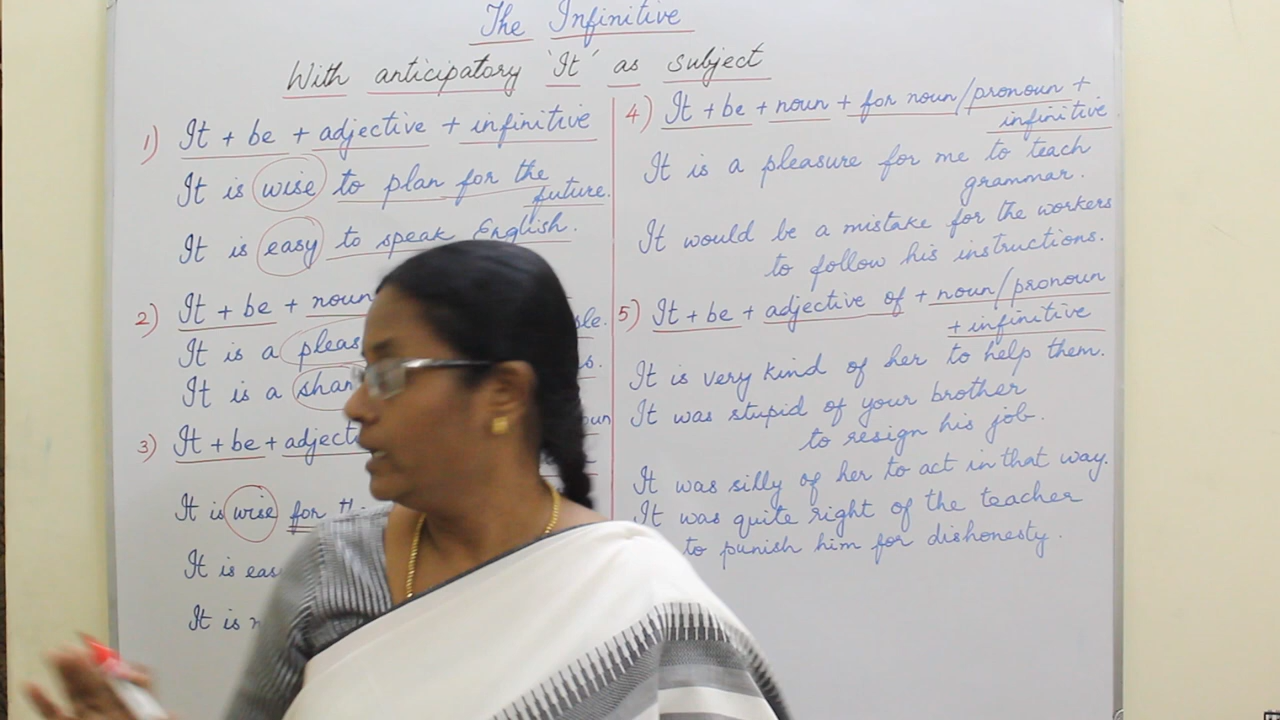 The Infinitive
With anticipatory 'It' as subject
1) It + be + adjective + infinitive
It is wise to plan for the
future.
It is easy to speak English.
2) It + be + noun
It is a
It is a
3) It + be +
It is wise for
It is
It is
4) It + be + noun + for noun/pronoun +
infinitive
It is a pleasure for me to teach
grammar.
It would be a mistake for the workers
to follow his instructions.
5) It + be + adjective of + noun/pronoun
+ infinitive
It is very kind of her to help them.
It was stupid of your brother
to resign his job.
It was silly of her to act in that way.
It was quite right of the teacher
to punish him for dishonesty.